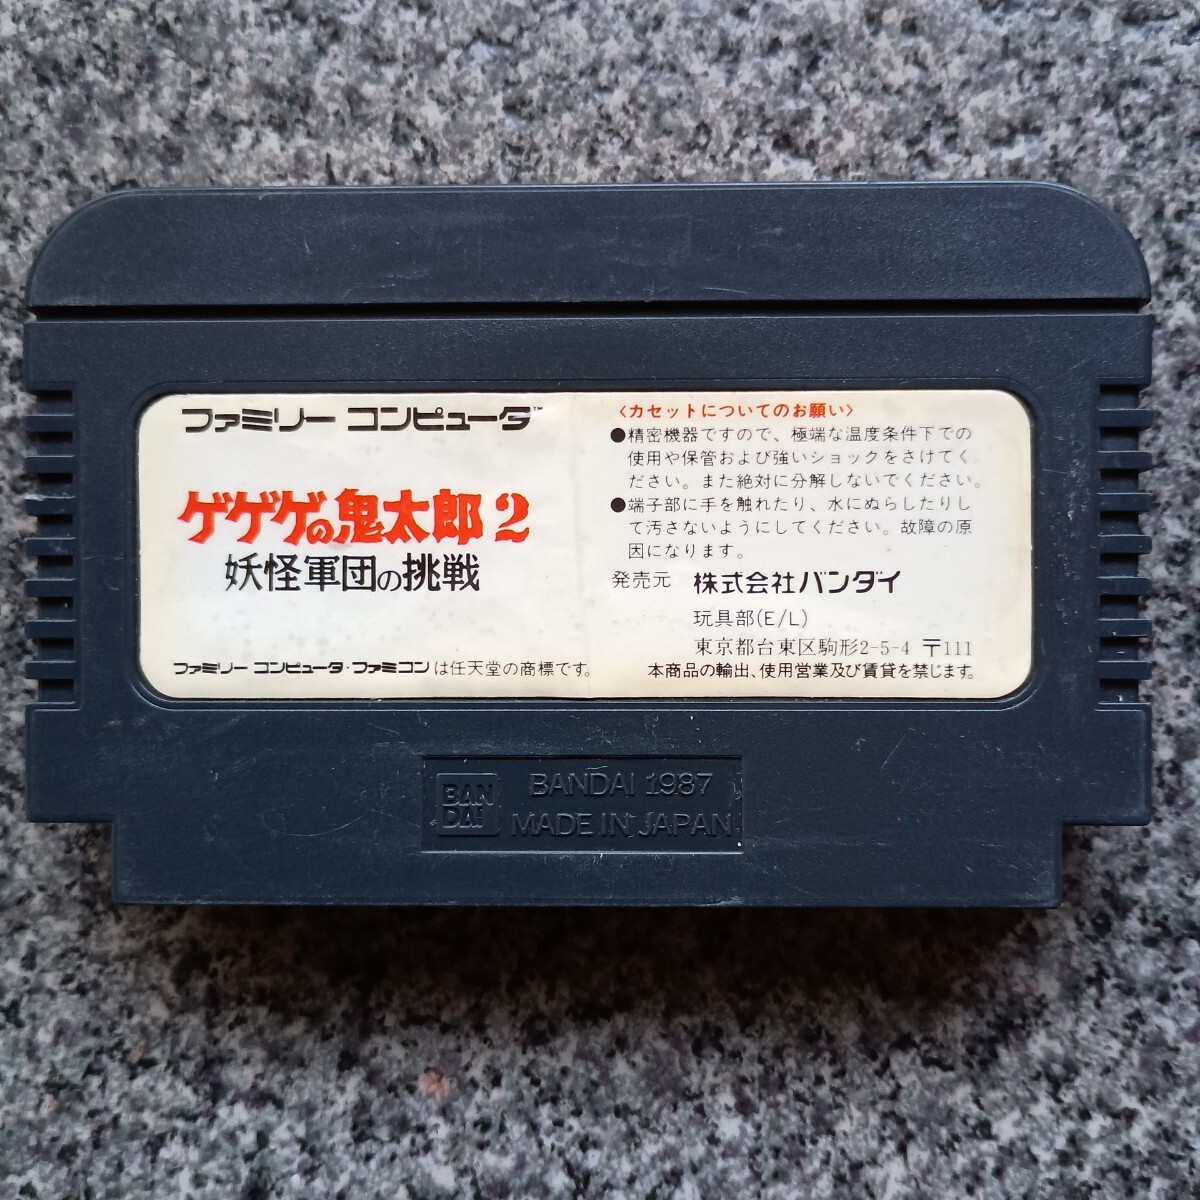 ファミリー コンピュータ™
ゲゲゲの鬼太郎2
妖怪軍団の挑戦
ファミリー コンピュータ・ファミコン は任天堂の商標です。
〈カセットについてのお願い〉
●精密機器ですので、極端な温度条件下での
使用や保管および強いショックをさけてく
ださい。また絶対に分解しないでください。
●端子部に手を触れたり、水にぬらしたりし
て汚さないようにしてください。故障の原
因になります。
発売元 株式会社バンダイ
玩具部(E/L)
東京都台東区駒形2-5-4 〒111
本商品の輸出、使用営業及び賃貸を禁じます。
BAN
DAI
BANDAI 1987
MADE IN JAPAN